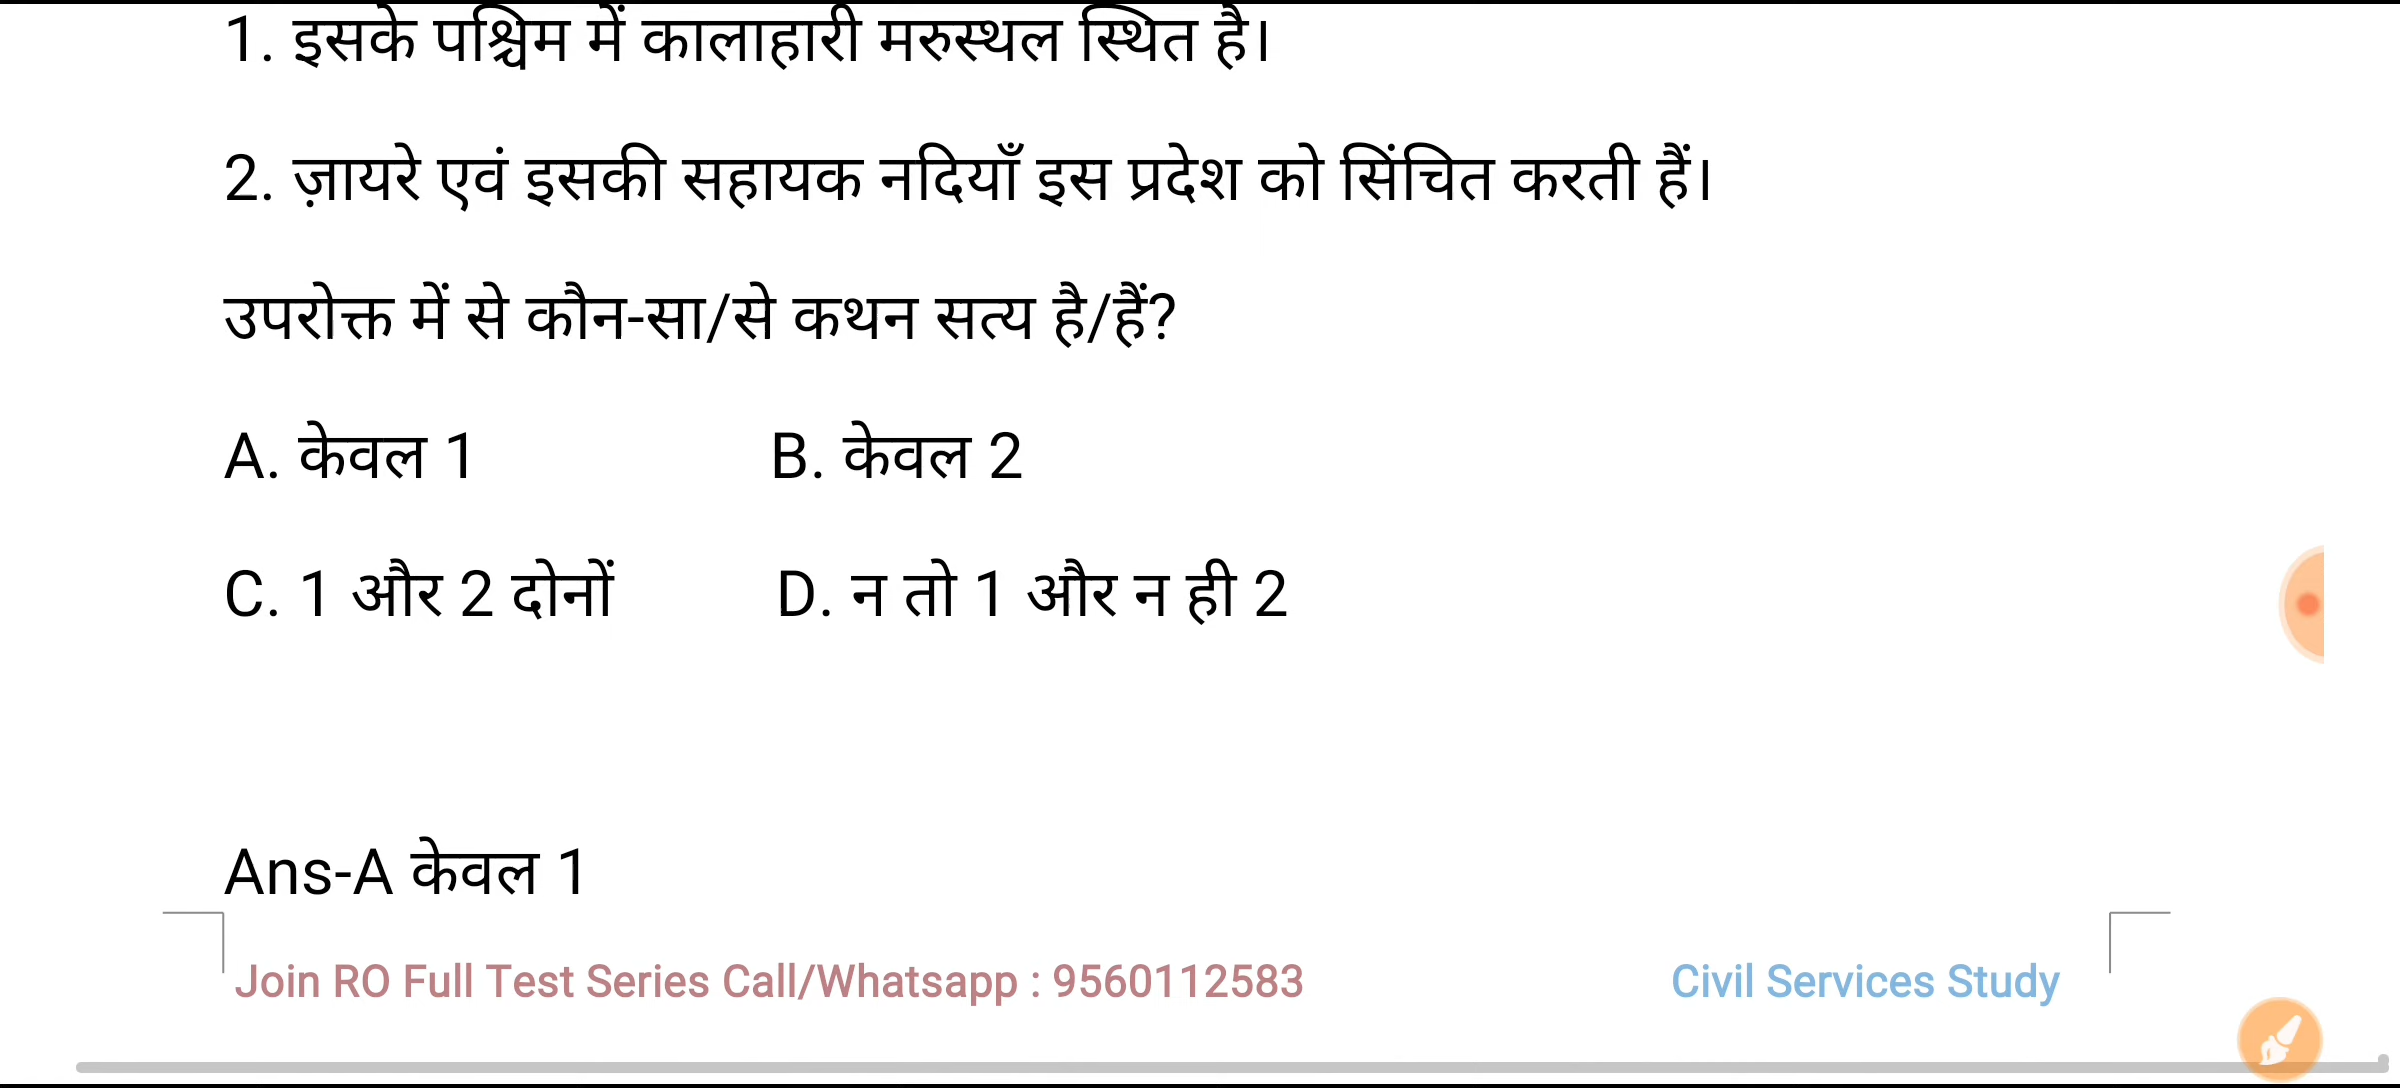 1. इसके पश्चिम में कालाहारी मरुस्थल स्थित है।
2. ज़ायरे एवं इसकी सहायक नदियाँ इस प्रदेश को सिंचित करती हैं।
उपरोक्त में से कौन-सा/से कथन सत्य है/हैं?
A. केवल 1 B. केवल 2
C. 1 और 2 दोनों D. न तो 1 और न ही 2
Ans-A केवल 1
Join RO Full Test Series Call/Whatsapp : 9560112583 Civil Services Study